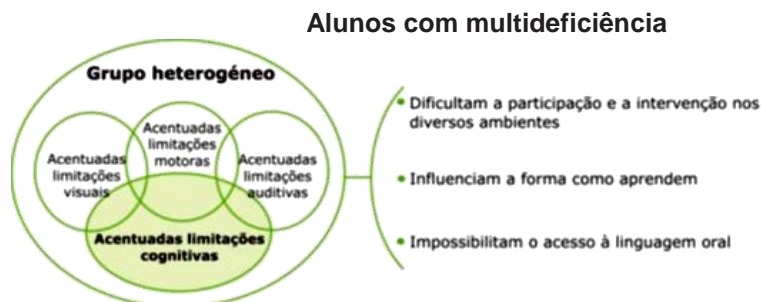 Alunos com multideficiência
Grupo heterogéneo
Acentuadas
limitações
motoras
Acentuadas
limitações
visuais
Acentuadas
limitações
auditivas
Acentuadas limitações
cognitivas
• Dificultam a participação e a intervenção nos
diversos ambientes
• Influenciam a forma como aprendem
• Impossibilitam o acesso à linguagem oral